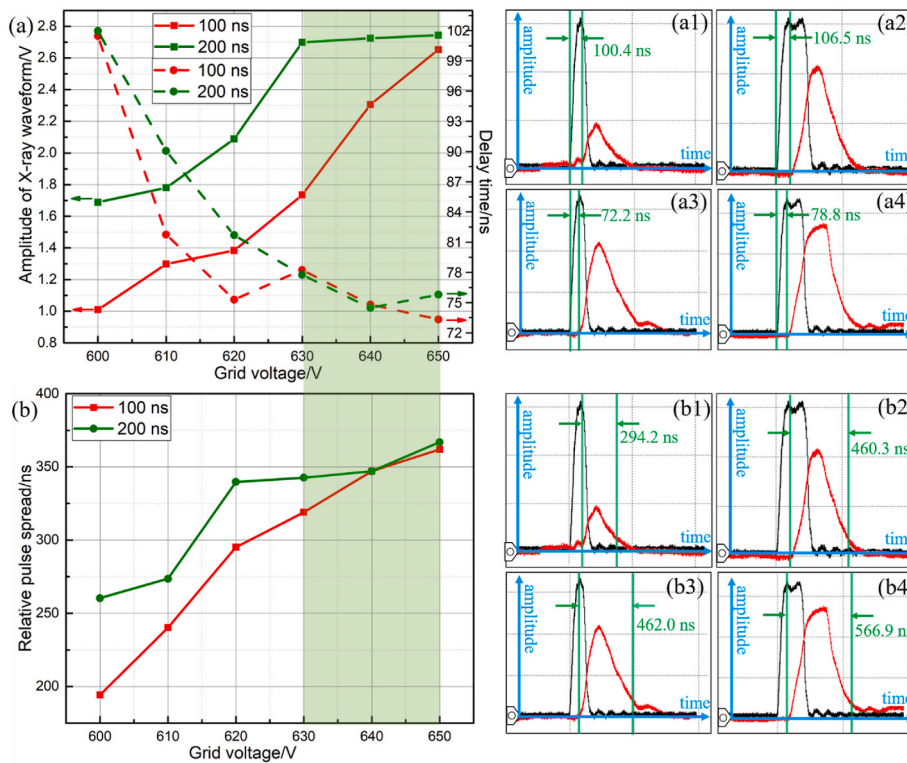 (a)
100 ns
200 ns
100 ns
200 ns
Amplitude of X-ray waveform/V
2.8
2.6
2.4
2.2
2.0
1.8
1.6
1.4
1.2
1.0
0.8
102
99
96
93
90
87
84
81
78
75
72
Delay time/ns
600 610 620 630 640 650
Grid voltage/V
(a1)
amplitude
100.4 ns
time
(a2)
amplitude
106.5 ns
time
(a3)
amplitude
72.2 ns
time
(a4)
amplitude
78.8 ns
time
(b)
100 ns
200 ns
Relative pulse spread/ns
400
350
300
250
200
600 610 620 630 640 650
Grid voltage/V
(b1)
amplitude
294.2 ns
time
(b2)
amplitude
460.3 ns
time
(b3)
amplitude
462.0 ns
time
(b4)
amplitude
566.9 ns
time